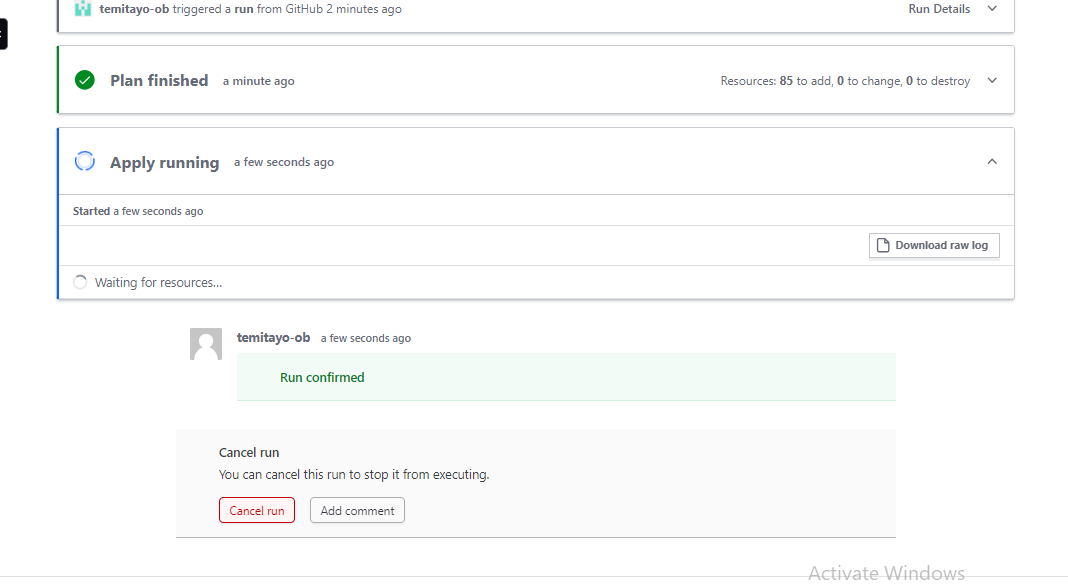 temitayo-ob triggered a run from GitHub 2 minutes ago Run Details
Plan finished a minute ago Resources: 85 to add, 0 to change, 0 to destroy
Apply running a few seconds ago
Started a few seconds ago
Download raw log
Waiting for resources...
temitayo-ob a few seconds ago
Run confirmed
Cancel run
You can cancel this run to stop it from executing.
Cancel run Add comment
Activate Windows